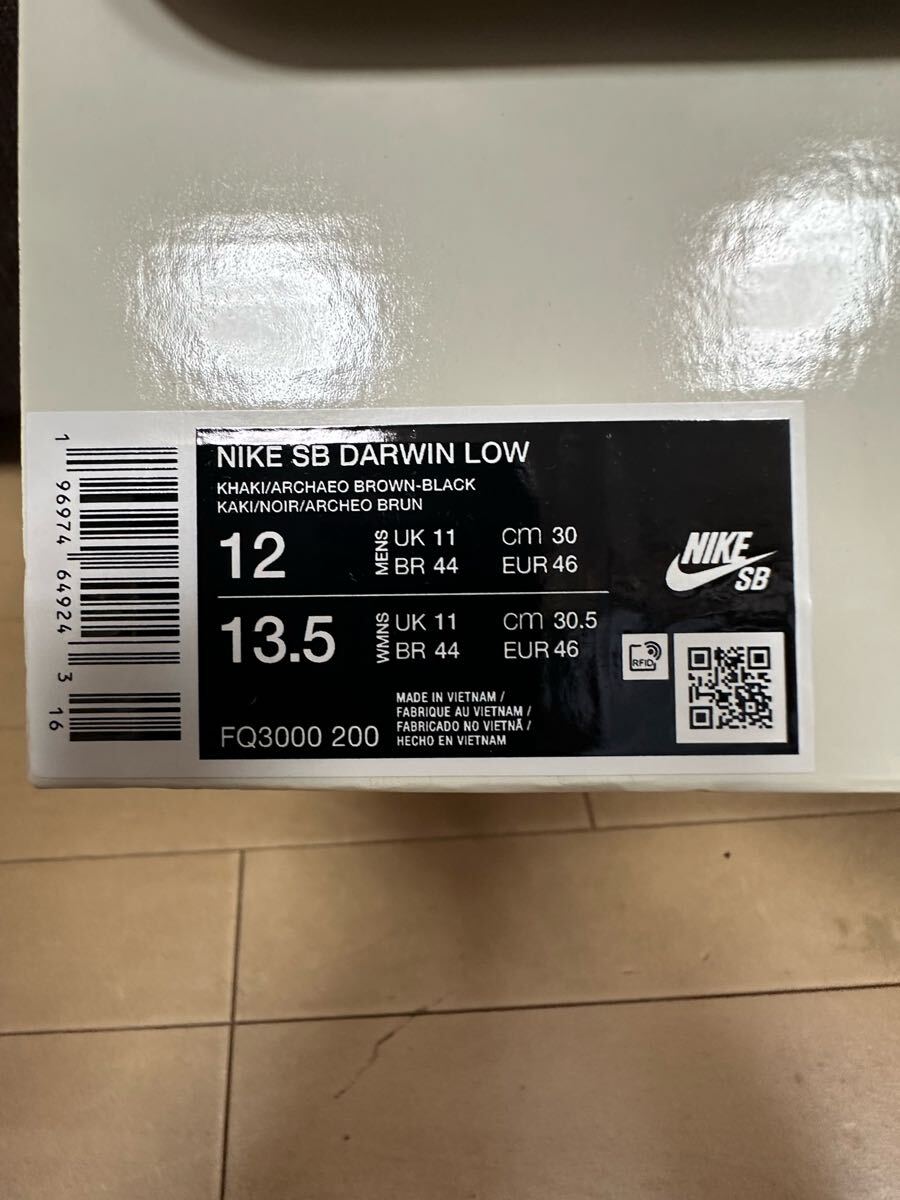 NIKE SB DARWIN LOW
KHAKI/ARCHAEO BROWN-BLACK
KAKI/NOIR/ARCHEO BRUN
12 MENS UK 11 cm 30
BR 44 EUR 46
13.5 WMNS UK 11 cm 30.5
BR 44 EUR 46
FQ3000 200
MADE IN VIETNAM /
FABRIQUE AU VIETNAM /
FABRICADO NO VIETNÃ /
HECHO EN VIETNAM
NIKE
SB
RFID
1 96974 64924 3 16